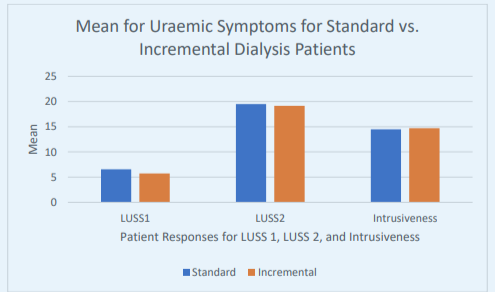 Mean for Uraemic Symptoms for Standard vs.
Incremental Dialysis Patients
25
20
15
10
5
0
Mean
LUSS1 LUSS2 Intrusiveness
Patient Responses for LUSS 1, LUSS 2, and Intrusiveness
Standard Incremental